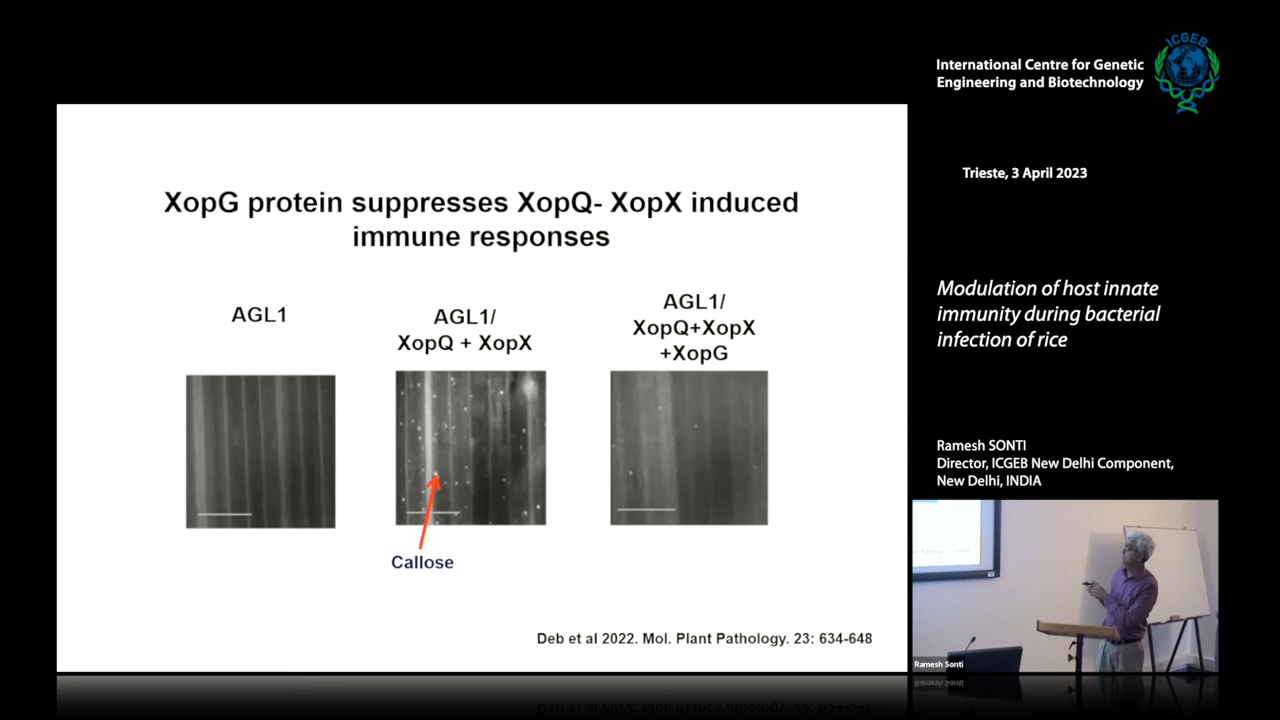 ICGEB
International Centre for Genetic
Engineering and Biotechnology
Trieste, 3 April 2023
XopG protein suppresses XopQ- XopX induced
immune responses
AGL1
AGL1/
XopQ + XopX
AGL1/
XopQ+XopX
+XopG
Callose
Deb et al 2022. Mol. Plant Pathology. 23: 634-648
Modulation of host innate
immunity during bacterial
infection of rice
Ramesh SONTI
Director, ICGEB New Delhi Component,
New Delhi, INDIA
Ramesh Sonti